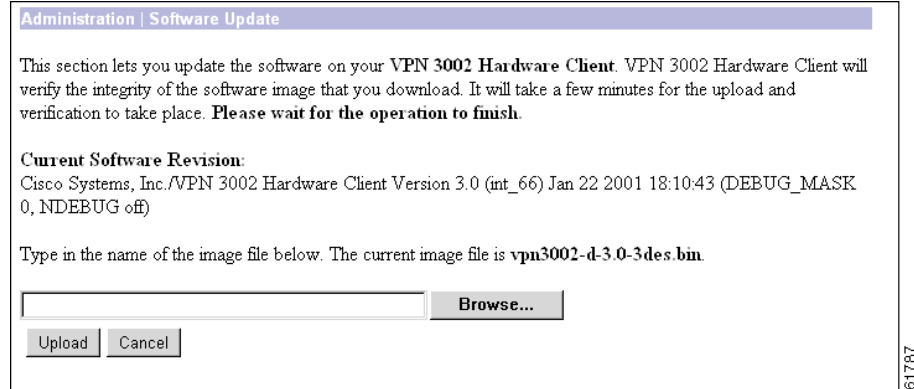 Administration | Software Update
This section lets you update the software on your VPN 3002 Hardware Client. VPN 3002 Hardware Client will
verify the integrity of the software image that you download. It will take a few minutes for the upload and
verification to take place. Please wait for the operation to finish.
Current Software Revision:
Cisco Systems, Inc./VPN 3002 Hardware Client Version 3.0 (int_66) Jan 22 2001 18:10:43 (DEBUG_MASK
0, NDEBUG off)
Type in the name of the image file below. The current image file is vpn3002-d-3.0-3des.bin.
Browse...
Upload Cancel
61787